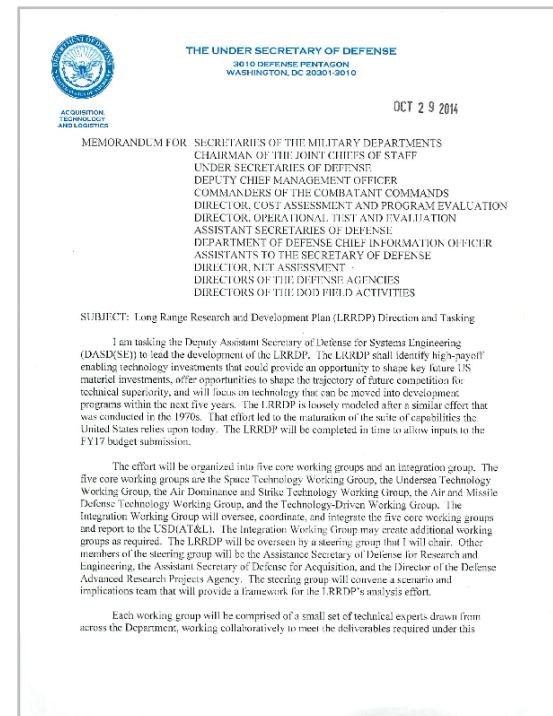 THE UNDER SECRETARY OF DEFENSE
3010 DEFENSE PENTAGON
WASHINGTON, DC 20301-3010
ACQUISITION,
TECHNOLOGY
AND LOGISTICS
OCT 29 2014
MEMORANDUM FOR SECRETARIES OF THE MILITARY DEPARTMENTS
CHAIRMAN OF THE JOINT CHIEFS OF STAFF
UNDER SECRETARIES OF DEFENSE
DEPUTY CHIEF MANAGEMENT OFFICER
COMMANDERS OF THE COMBATANT COMMANDS
DIRECTOR, COST ASSESSMENT AND PROGRAM EVALUATION
DIRECTOR, OPERATIONAL TEST AND EVALUATION
ASSISTANT SECRETARIES OF DEFENSE
DEPARTMENT OF DEFENSE CHIEF INFORMATION OFFICER
ASSISTANTS TO THE SECRETARY OF DEFENSE
DIRECTOR, NET ASSESSMENT
DIRECTORS OF THE DEFENSE AGENCIES
DIRECTORS OF THE DOD FIELD ACTIVITIES
SUBJECT: Long Range Research and Development Plan (LRRDP) Direction and Tasking
I am tasking the Deputy Assistant Secretary of Defense for Systems Engineering
(DASD(SE)) to lead the development of the LRRDP. The LRRDP shall identify high-payoff
enabling technology investments that could provide an opportunity to shape key future US
materiel investments, offer opportunities to shape the trajectory of future competition for
technical superiority, and will focus on technology that can be moved into development
programs within the next five years. The LRRDP is loosely modeled after a similar effort that
was conducted in the 1970s. That effort led to the maturation of the suite of capabilities the
United States relies upon today. The LRRDP will be completed in time to allow inputs to the
FY17 budget submission.
The effort will be organized into five core working groups and an integration group. The
five core working groups are the Space Technology Working Group, the Undersea Technology
Working Group, the Air Dominance and Strike Technology Working Group, the Air and Missile
Defense Technology Working Group, and the Technology-Driven Working Group. The
Integration Working Group will oversee, coordinate, and integrate the five core working groups
and report to the USD(AT&L). The Integration Working Group may create additional working
groups as required. The LRRDP will be overseen by a steering group that I will chair. Other
members of the steering group will be the Assistance Secretary of Defense for Research and
Engineering, the Assistant Secretary of Defense for Acquisition, and the Director of the Defense
Advanced Research Projects Agency. The steering group will convene a scenario and
implications team that will provide a framework for the LRRDP's analysis effort.
Each working group will be comprised of a small set of technical experts drawn from
across the Department, working collaboratively to meet the deliverables required under this